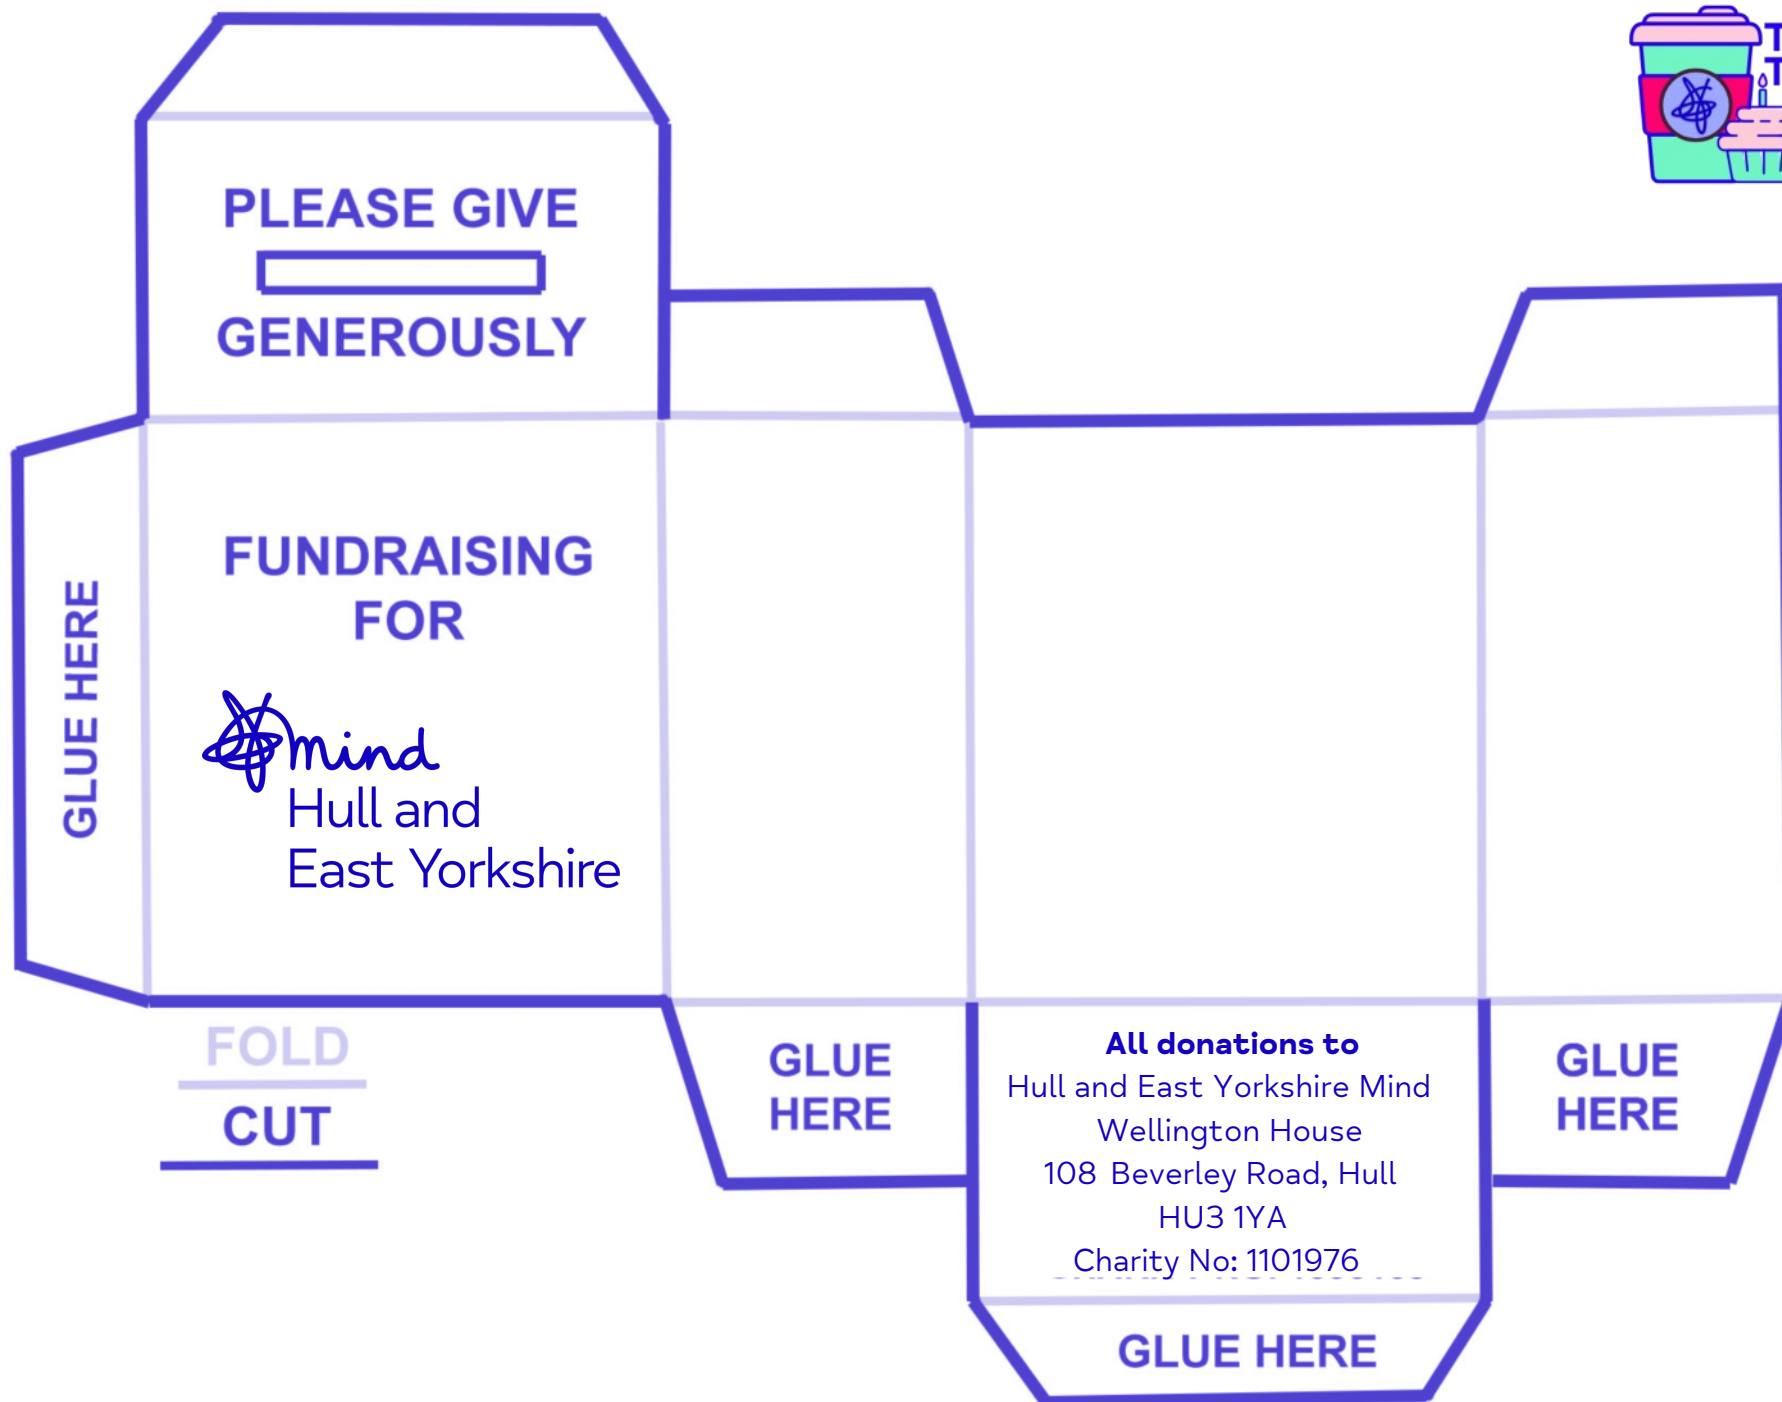 T
T
PLEASE GIVE
GENEROUSLY
GLUE HERE
FUNDRAISING
FOR
mind
Hull and
East Yorkshire
FOLD
CUT
GLUE
HERE
All donations to
Hull and East Yorkshire Mind
Wellington House
108 Beverley Road, Hull
HU3 1YA
Charity No: 1101976
GLUE HERE
GLUE
HERE